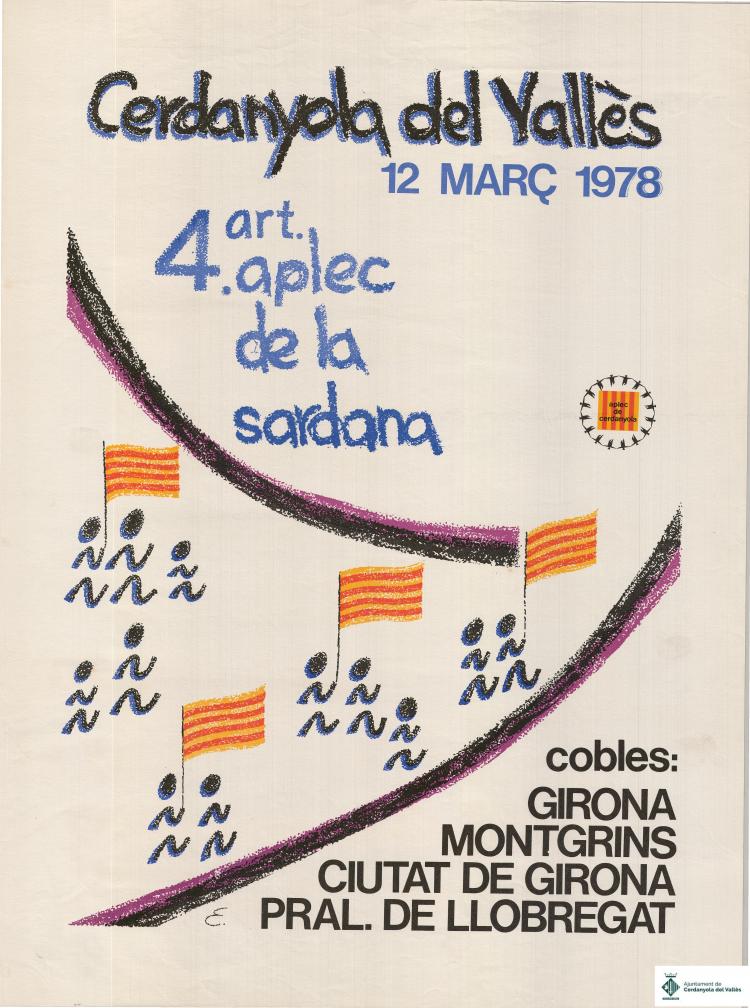 Cerdanyola del Vallès
12 MARÇ 1978
4.art.
aplec
de la
sardana
aplec
de
cerdanyola
cobles:
GIRONA
MONTGRINS
CIUTAT DE GIRONA
PRAL. DE LLOBREGAT
E.
Ajuntament de
Cerdanyola del Vallès